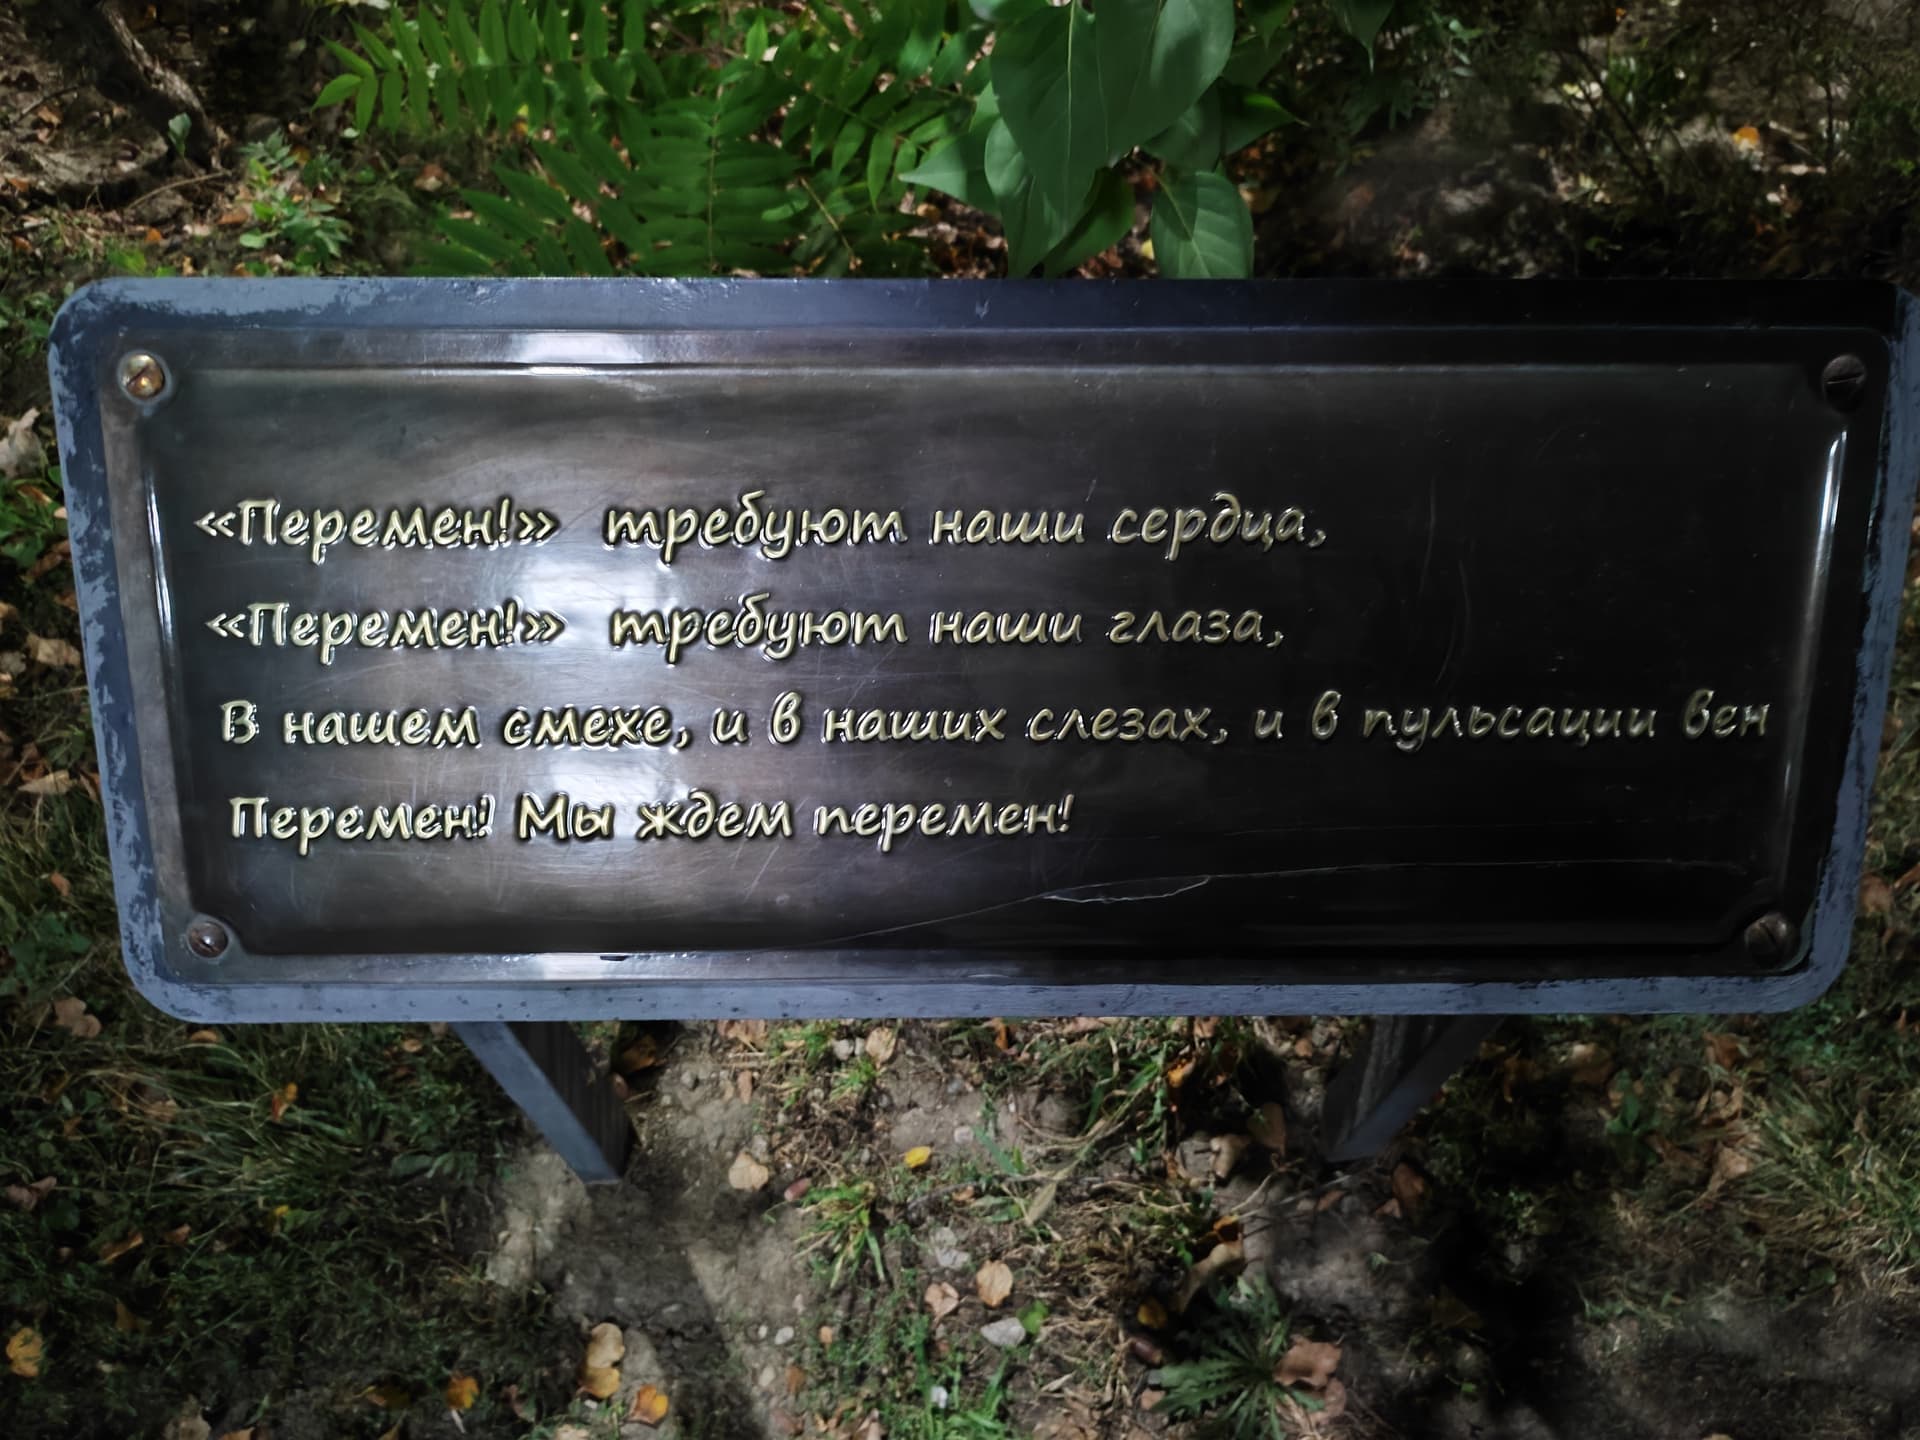 «Перемен!» требуют наши сердца,
«Перемен!» требуют наши глаза,
В нашем смехе, и в наших слезах, и в пульсации вен
Перемен! Мы ждем перемен!